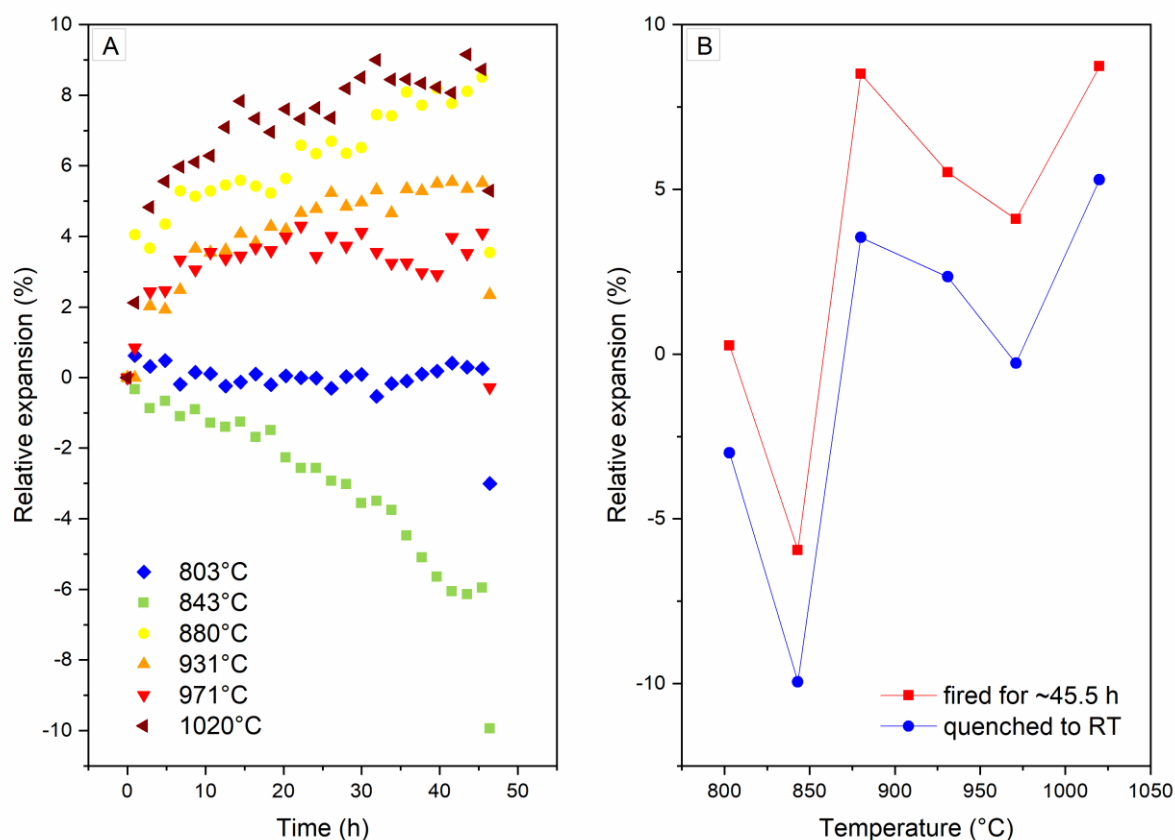 A
Relative expansion (%)
10
8
6
4
2
0
-2
-4
-6
-8
-10
803°C
843°C
880°C
931°C
971°C
1020°C
0
10
20
30
40
50
Time (h)
B
Relative expansion (%)
10
5
0
-5
-10
fired for ~45.5 h
quenched to RT
800
850
900
950
1000
1050
Temperature (°C)